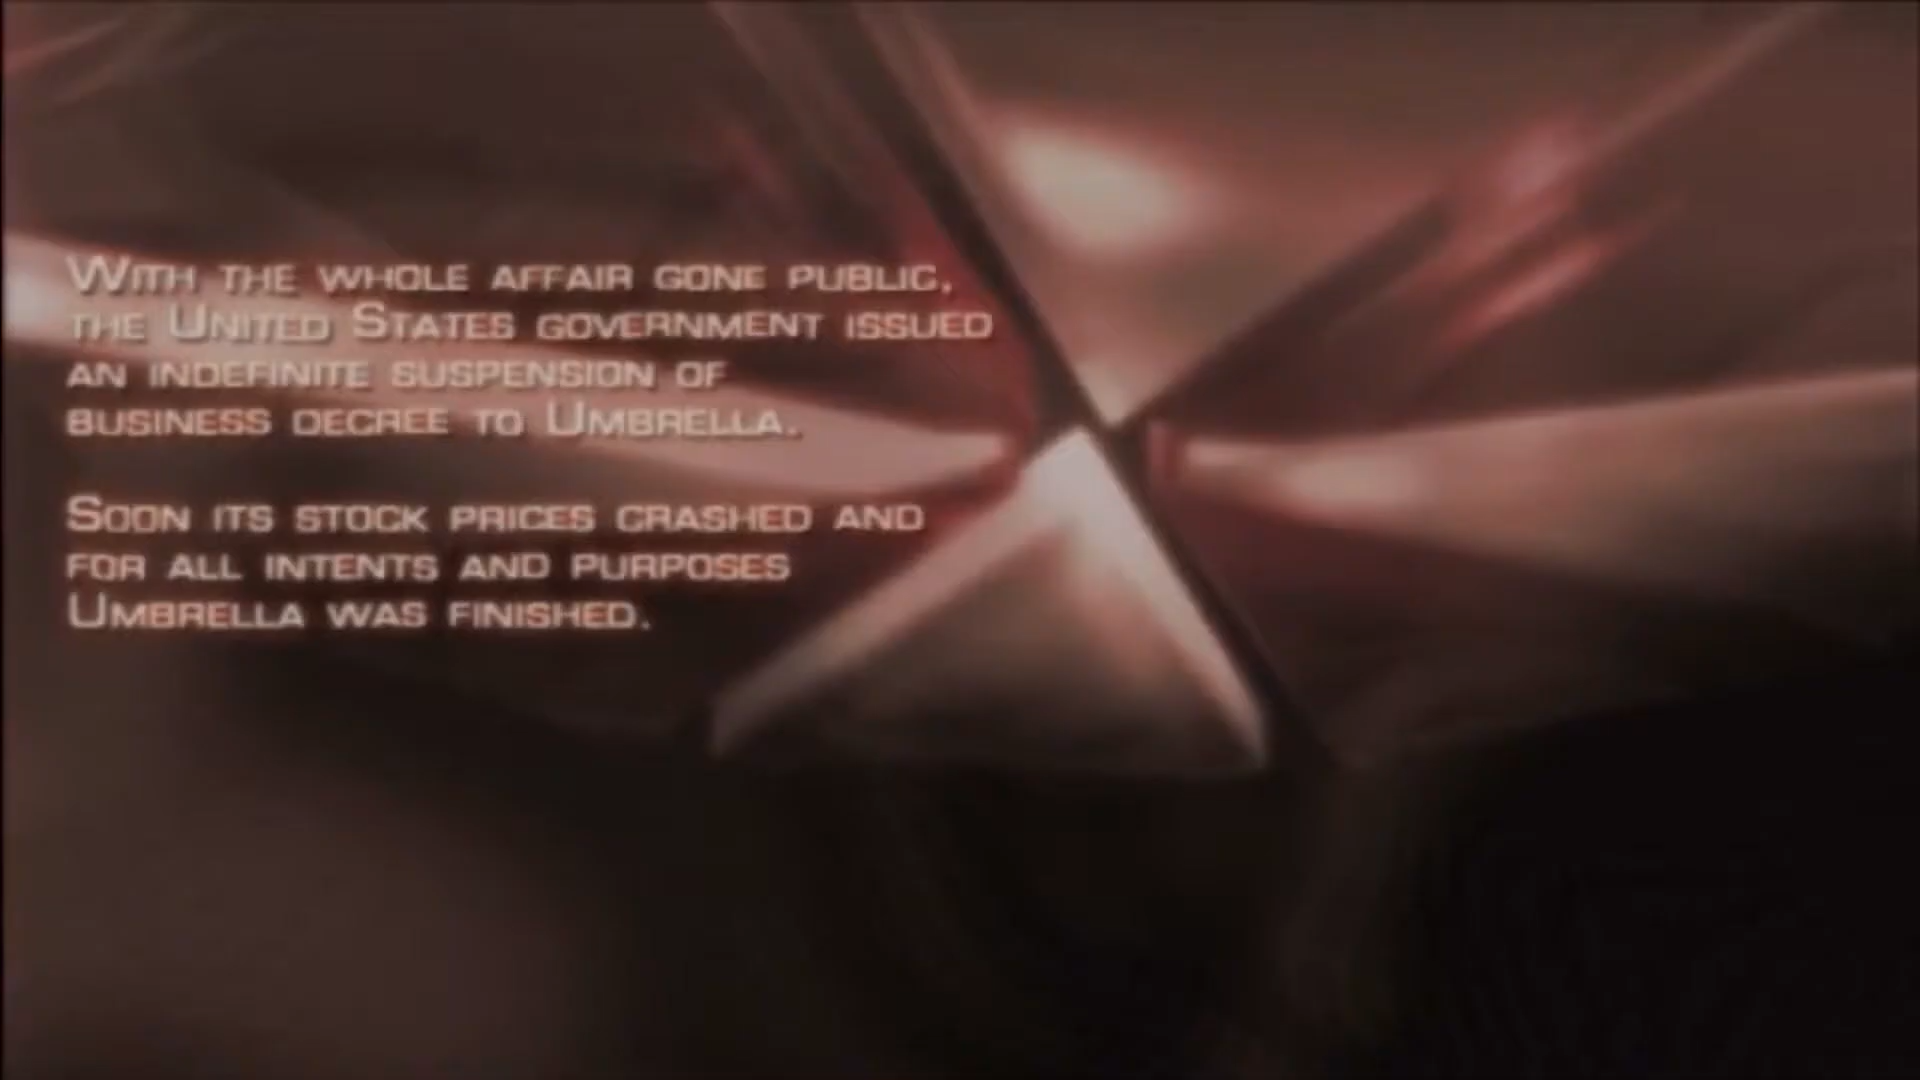 With the whole affair gone public,
the United States government issued
an indefinite suspension of
business decree to Umbrella.
Soon its stock prices crashed and
for all intents and purposes
Umbrella was finished.